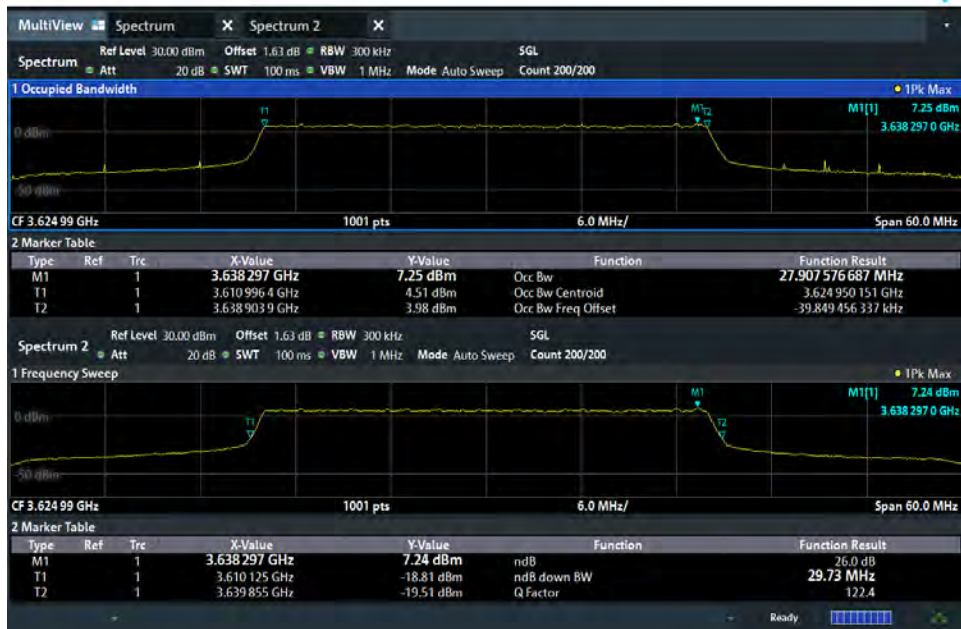 MultiView Spectrum X Spectrum 2 X
Spectrum Ref Level 30.00 dBm Offset 1.63 dB RBW 300 kHz SGL
Att 20 dB SWT 100 ms VBW 1 MHz Mode Auto Sweep Count 200/200
1 Occupied Bandwidth 1Pk Max
T1 M1 T2 M1[1] 7.25 dBm
3.638 297 0 GHz
0 dBm
-50 dBm
CF 3.624 99 GHz 1001 pts 6.0 MHz/ Span 60.0 MHz
2 Marker Table
Type Ref Trc X-Value Y-Value Function Function Result
M1 1 3.638 297 GHz 7.25 dBm Occ Bw 27.907 576 687 MHz
T1 1 3.610 996 4 GHz 4.51 dBm Occ Bw Centroid 3.624 950 151 GHz
T2 1 3.638 903 9 GHz 3.98 dBm Occ Bw Freq Offset -39.849 456 337 kHz
Spectrum 2 Ref Level 30.00 dBm Offset 1.63 dB RBW 300 kHz SGL
Att 20 dB SWT 100 ms VBW 1 MHz Mode Auto Sweep Count 200/200
1 Frequency Sweep 1Pk Max
M1 M1[1] 7.24 dBm
3.638 297 0 GHz
0 dBm
T1 T2
-50 dBm
CF 3.624 99 GHz 1001 pts 6.0 MHz/ Span 60.0 MHz
2 Marker Table
Type Ref Trc X-Value Y-Value Function Function Result
M1 1 3.638 297 GHz 7.24 dBm ndB 26.0 dB
T1 1 3.610 125 GHz -18.81 dBm ndB down BW 29.73 MHz
T2 1 3.639 855 GHz -19.51 dBm Q Factor 122.4
Ready